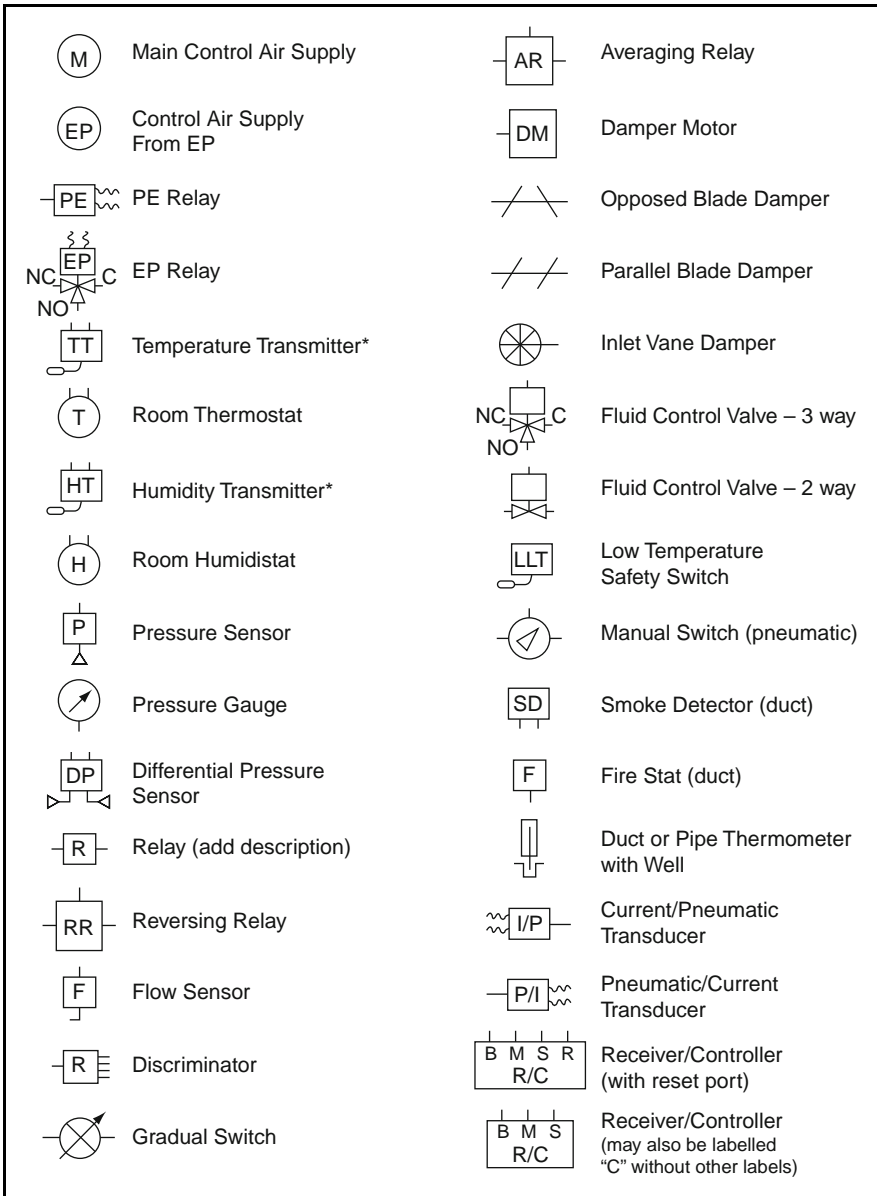 M Main Control Air Supply
EP Control Air Supply
From EP
PE PE Relay
EP EP Relay
NC C
NO
TT Temperature Transmitter*
T Room Thermostat
HT Humidity Transmitter*
H Room Humidistat
P Pressure Sensor
Pressure Gauge
DP Differential Pressure
Sensor
R Relay (add description)
RR Reversing Relay
F Flow Sensor
R Discriminator
Gradual Switch
AR Averaging Relay
DM Damper Motor
Opposed Blade Damper
Parallel Blade Damper
Inlet Vane Damper
NC C Fluid Control Valve – 3 way
NO
Fluid Control Valve – 2 way
LLT Low Temperature
Safety Switch
Manual Switch (pneumatic)
SD Smoke Detector (duct)
F Fire Stat (duct)
Duct or Pipe Thermometer
with Well
I/P Current/Pneumatic
Transducer
P/I Pneumatic/Current
Transducer
B M S R Receiver/Controller
R/C (with reset port)
B M S Receiver/Controller
R/C (may also be labelled
“C” without other labels)